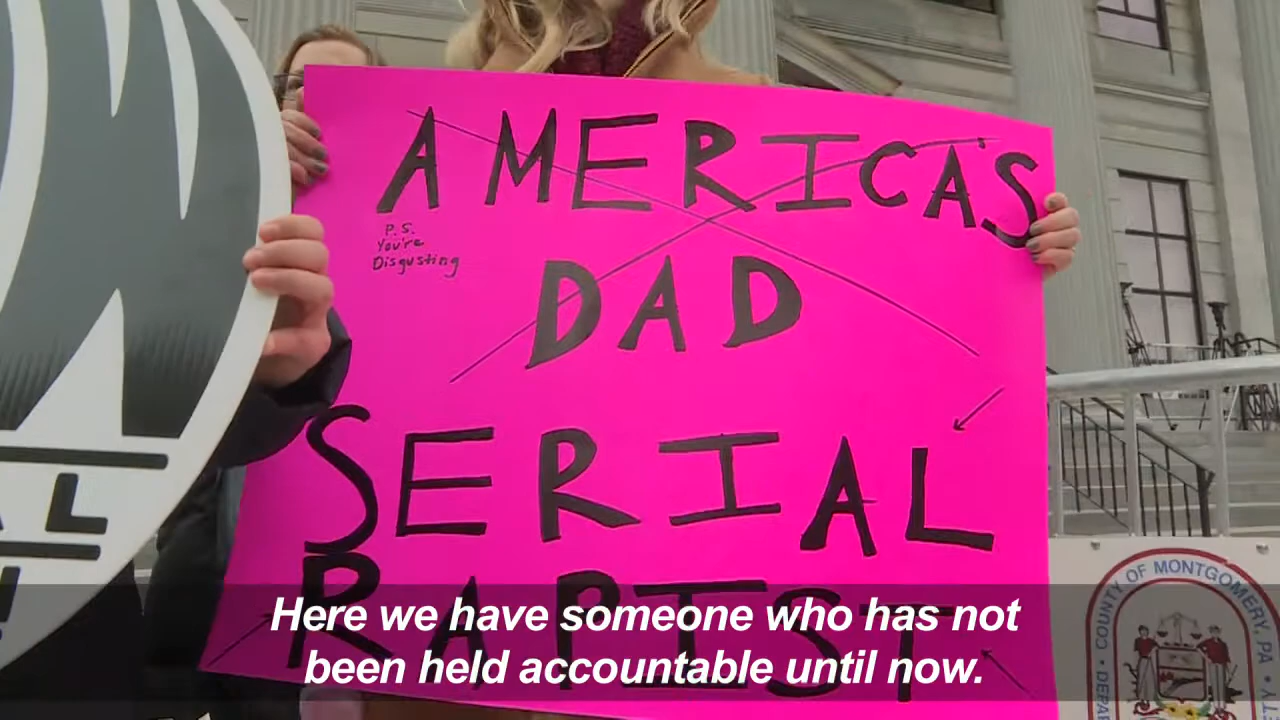 AMERICA'S
P.S.
You're
Disgusting
DAD
SERIAL
RAPIST
Here we have someone who has not
been held accountable until now.
COUNTY OF MONTGOMERY, PA